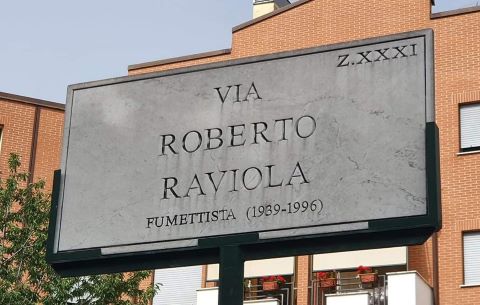 Z.XXXI
VIA
ROBERTO
RAVIOLA
FUMETTISTA (1939-1996)